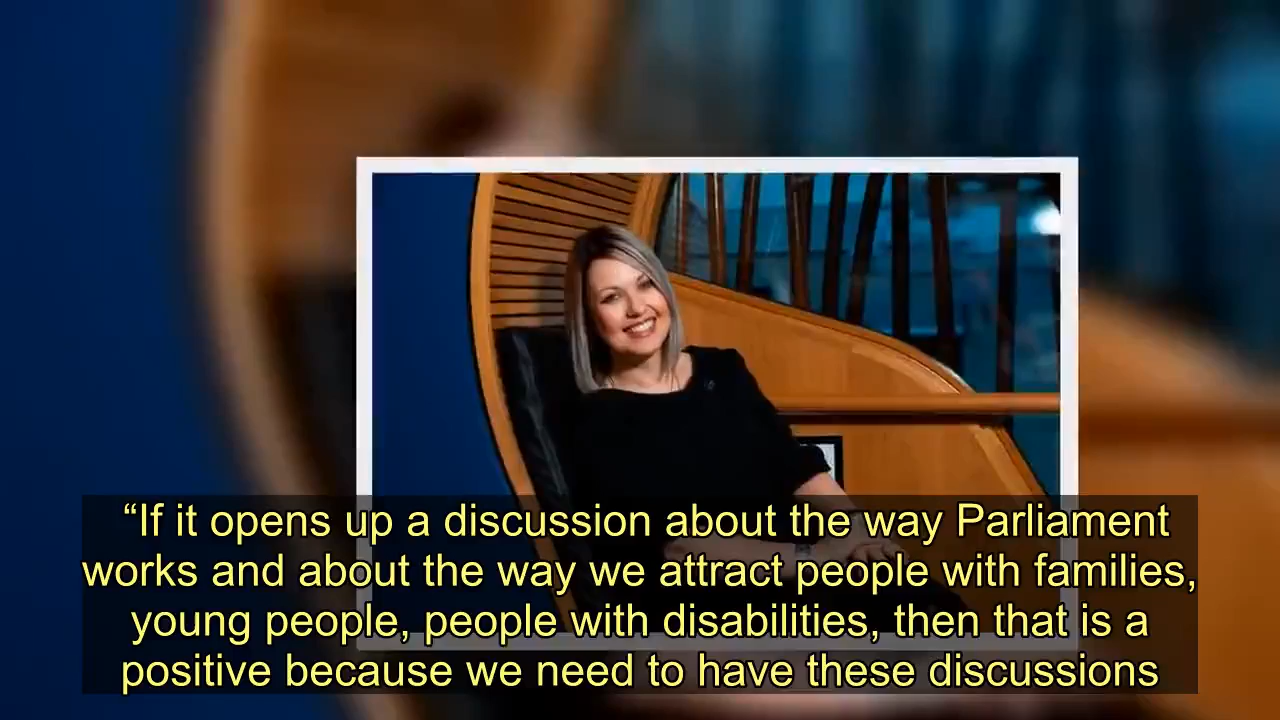 “If it opens up a discussion about the way Parliament
works and about the way we attract people with families,
young people, people with disabilities, then that is a
positive because we need to have these discussions